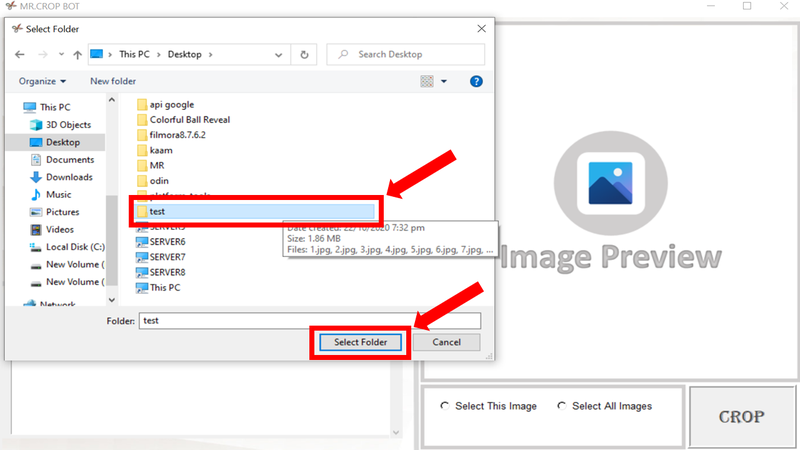 MR.CROP BOT
Select Folder
This PC > Desktop >
Search Desktop
Organize
New folder
This PC
3D Objects
Desktop
Documents
Downloads
Music
Pictures
Videos
Local Disk (C:)
New Volume (
New Volume (
Network
api google
Colorful Ball Reveal
filmora8.7.6.2
kaam
MR
odin
platform-tools
test
SERVER5
SERVER6
SERVER7
SERVER8
This PC
Date created: 22/10/2020 7:32 pm
Size: 1.86 MB
Files: 1.jpg, 2.jpg, 3.jpg, 4.jpg, 5.jpg, 6.jpg, 7.jpg, ...
Folder: test
Select Folder
Cancel
Image Preview
Select This Image
Select All Images
CROP